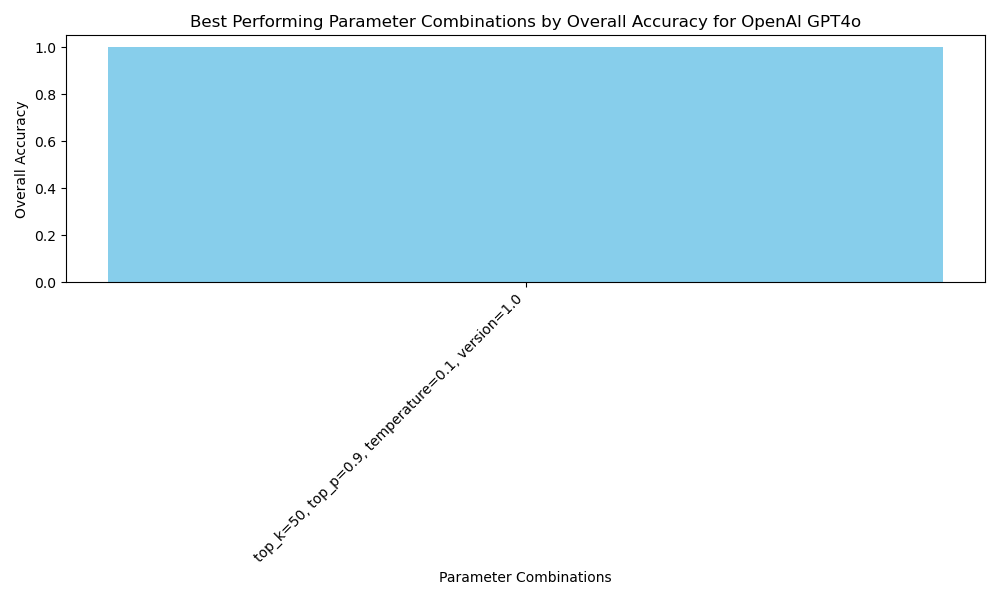 Best Performing Parameter Combinations by Overall Accuracy for OpenAI GPT4o
Overall Accuracy
1.0
0.8
0.6
0.4
0.2
0.0
top_k=50, top_p=0.9, temperature=0.1, version=1.0
Parameter Combinations